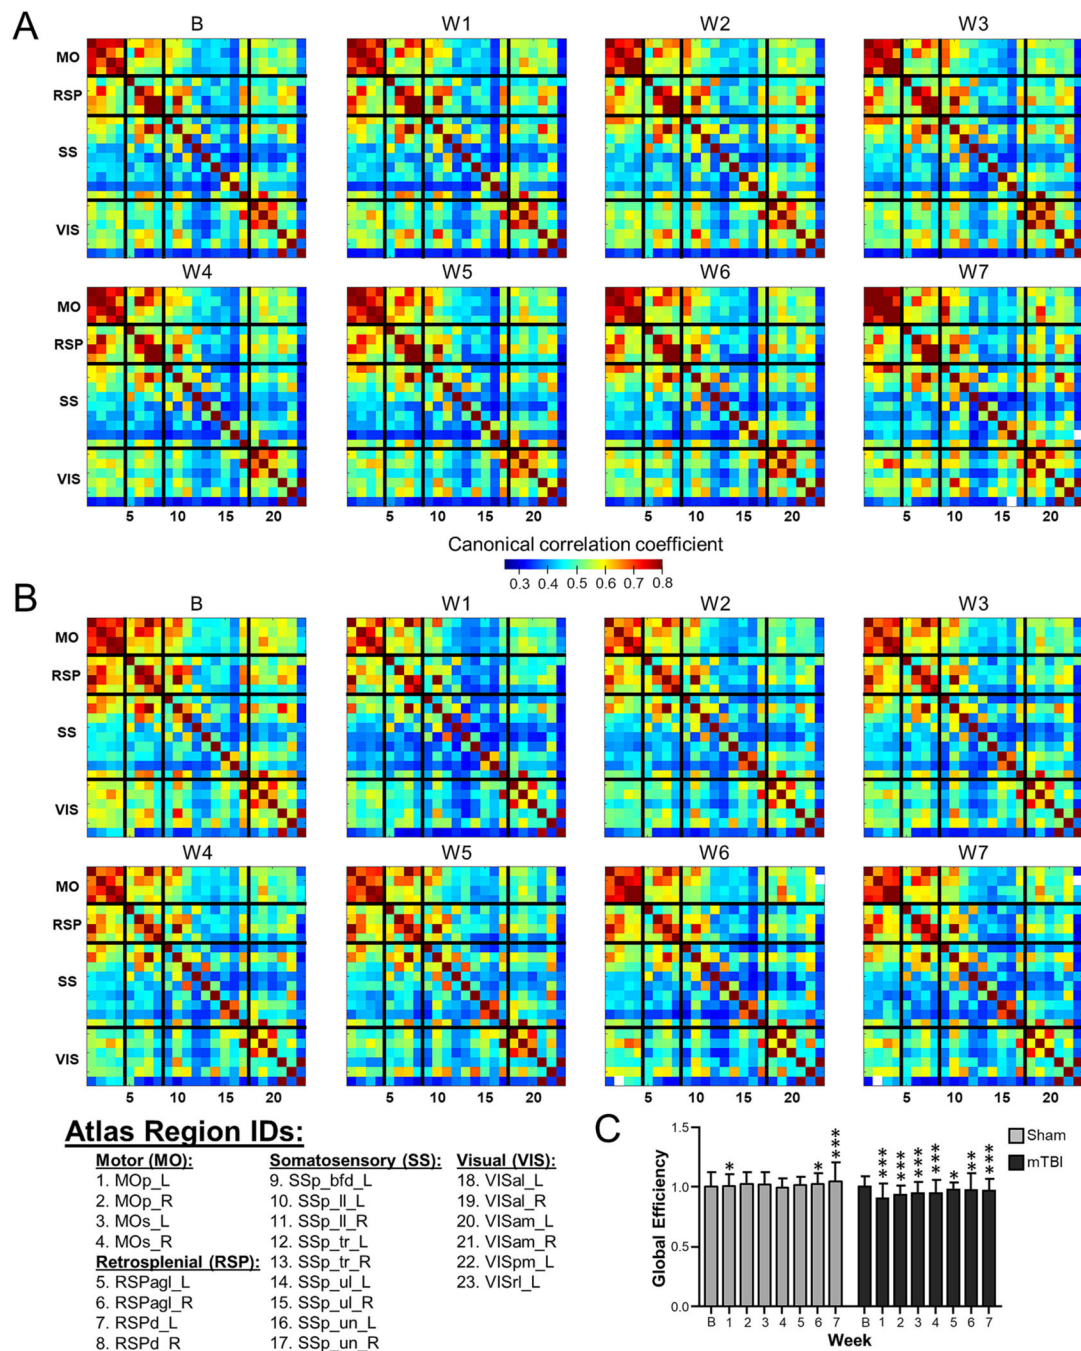 A
B W1 W2 W3
MO
RSP
SS
VIS
W4 W5 W6 W7
MO
RSP
SS
VIS
5 10 15 20 5 10 15 20 5 10 15 20 5 10 15 20
Canonical correlation coefficient
0.3 0.4 0.5 0.6 0.7 0.8
B
B W1 W2 W3
MO
RSP
SS
VIS
W4 W5 W6 W7
MO
RSP
SS
VIS
5 10 15 20 5 10 15 20 5 10 15 20 5 10 15 20
Atlas Region IDs:
Motor (MO):
1. MOp_L
2. MOp_R
3. MOs_L
4. MOs_R
Retrosplenial (RSP):
5. RSPagl_L
6. RSPagl_R
7. RSPd_L
8. RSPd_R
Somatosensory (SS):
9. SSp_bfd_L
10. SSp_ll_L
11. SSp_ll_R
12. SSp_tr_L
13. SSp_tr_R
14. SSp_ul_L
15. SSp_ul_R
16. SSp_un_L
17. SSp_un_R
Visual (VIS):
18. VISal_L
19. VISal_R
20. VISam_L
21. VISam_R
22. VISpm_L
23. VISrl_L
C
Global Efficiency
1.5
1.0
0.5
0.0
* * *** *** *** *** *** * ** ***
Sham
mTBI
B 1 2 3 4 5 6 7 B 1 2 3 4 5 6 7
Week